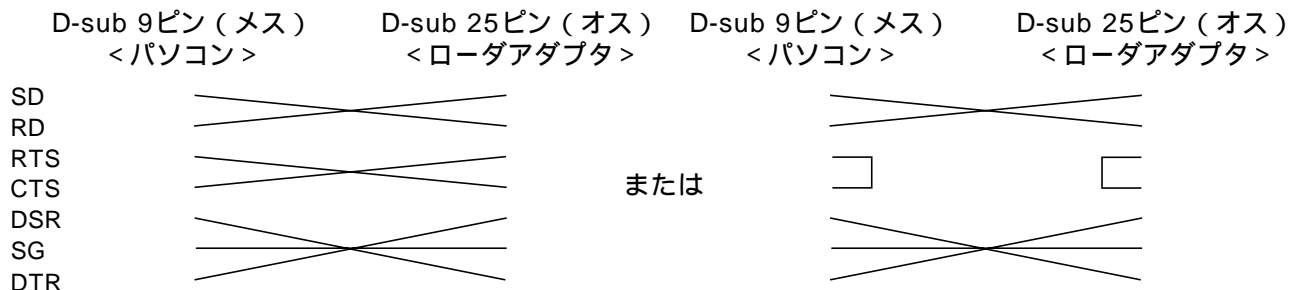 D-sub 9ピン（メス） D-sub 25ピン（オス） D-sub 9ピン（メス） D-sub 25ピン（オス）
＜パソコン＞ ＜ローダアダプタ＞ ＜パソコン＞ ＜ローダアダプタ＞
SD
RD
RTS
CTS
または
DSR
SG
DTR